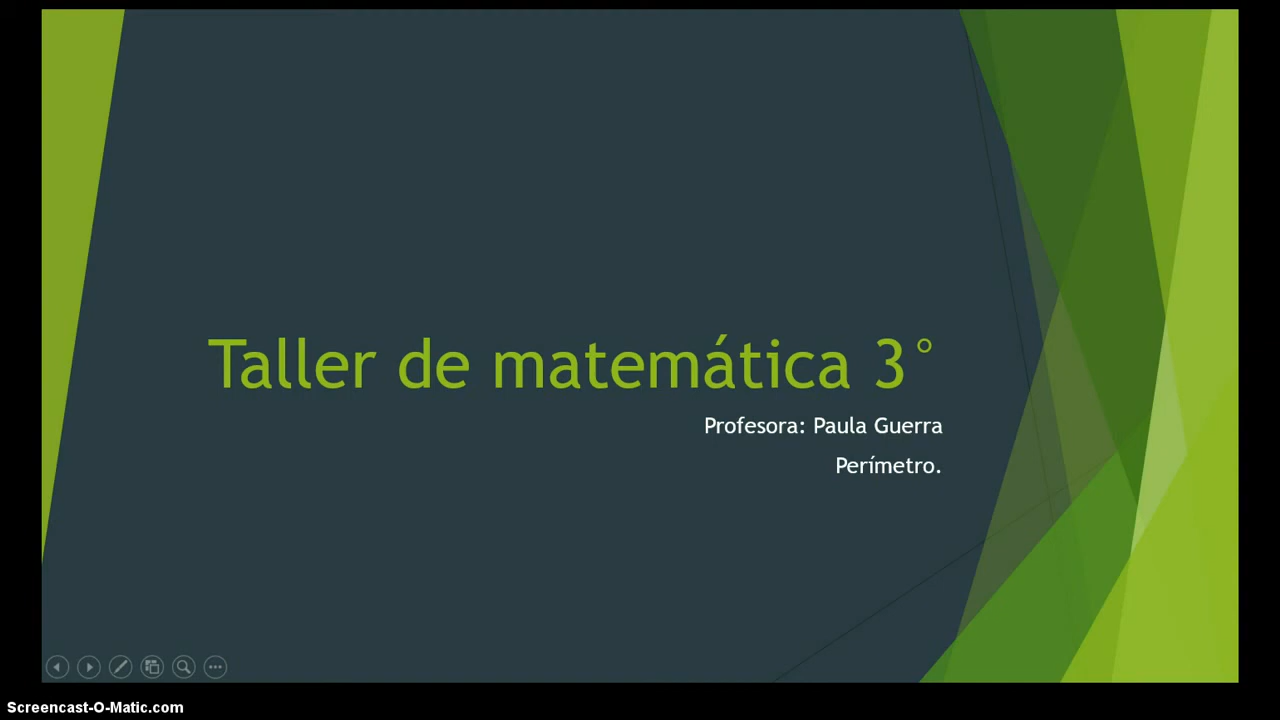 Taller de matemática 3°
Profesora: Paula Guerra
Perímetro.
Screencast-O-Matic.com